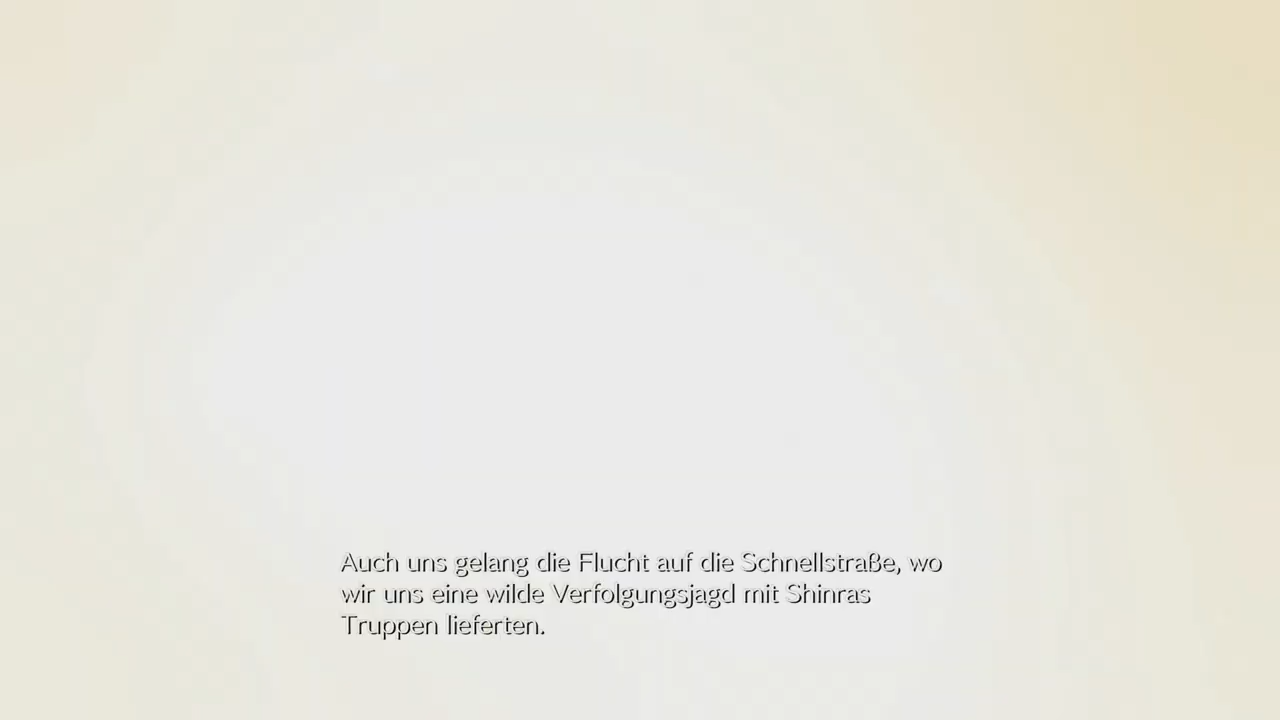 Auch uns gelang die Flucht auf die Schnellstraße, wo
wir uns eine wilde Verfolgungsjagd mit Shinras
Truppen lieferten.